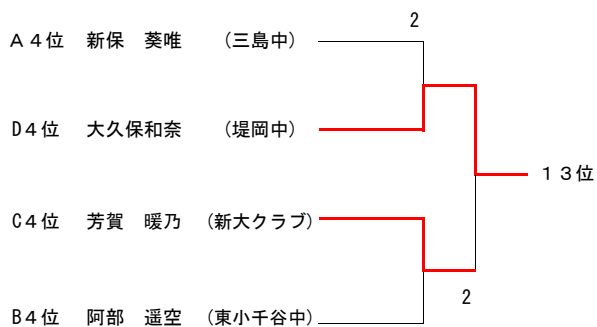 2
A４位 新保 葵唯 (三島中)
D４位 大久保和奈 (堤岡中)
１３位
C４位 芳賀 暖乃 (新大クラブ)
2
B４位 阿部 遥空 (東小千谷中)